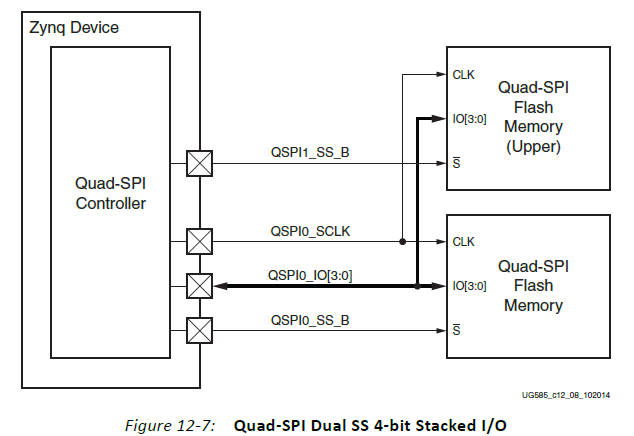 Zynq Device
Quad-SPI
Controller
QSPI1_SS_B
QSPI0_SCLK
QSPI0_IO[3:0]
QSPI0_SS_B
CLK
IO[3:0]
S̅
Quad-SPI
Flash
Memory
(Upper)
CLK
IO[3:0]
S̅
Quad-SPI
Flash
Memory
UG585_c12_08_102014
Figure 12-7: Quad-SPI Dual SS 4-bit Stacked I/O